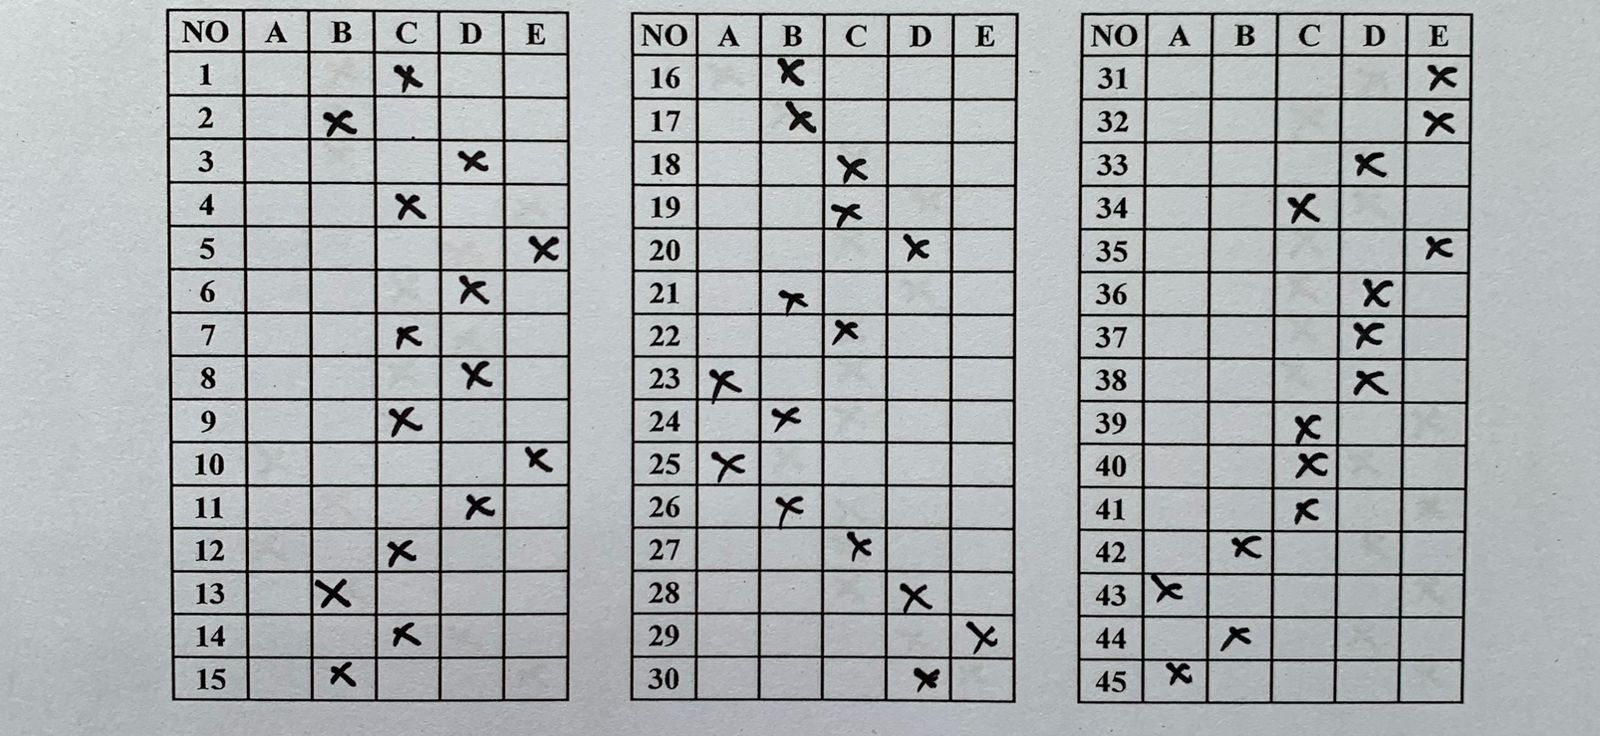 NO A B C D E
1 X
2 X
3 X
4 X
5 X
6 X
7 X
8 X
9 X
10 X
11 X
12 X
13 X
14 X
15 X
NO A B C D E
16 X
17 X
18 X
19 X
20 X
21 X
22 X
23 X
24 X
25 X
26 X
27 X
28 X
29 X
30 X
NO A B C D E
31 X
32 X
33 X
34 X
35 X
36 X
37 X
38 X
39 X
40 X
41 X
42 X
43 X
44 X
45 X